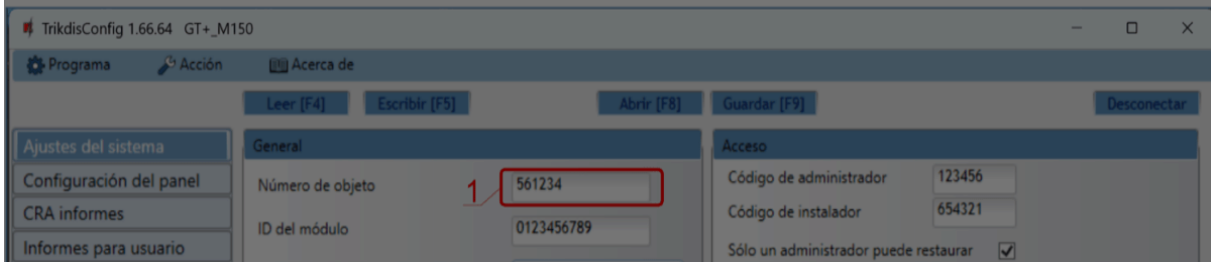 TrikdisConfig 1.66.64 GT+_M150
Programa Acción Acerca de
Leer [F4] Escribir [F5] Abrir [F8] Guardar [F9] Desconectar
Ajustes del sistema
Configuración del panel
CRA informes
Informes para usuario
General
Número de objeto 1 561234
ID del módulo 0123456789
Acceso
Código de administrador 123456
Código de instalador 654321
Sólo un administrador puede restaurar